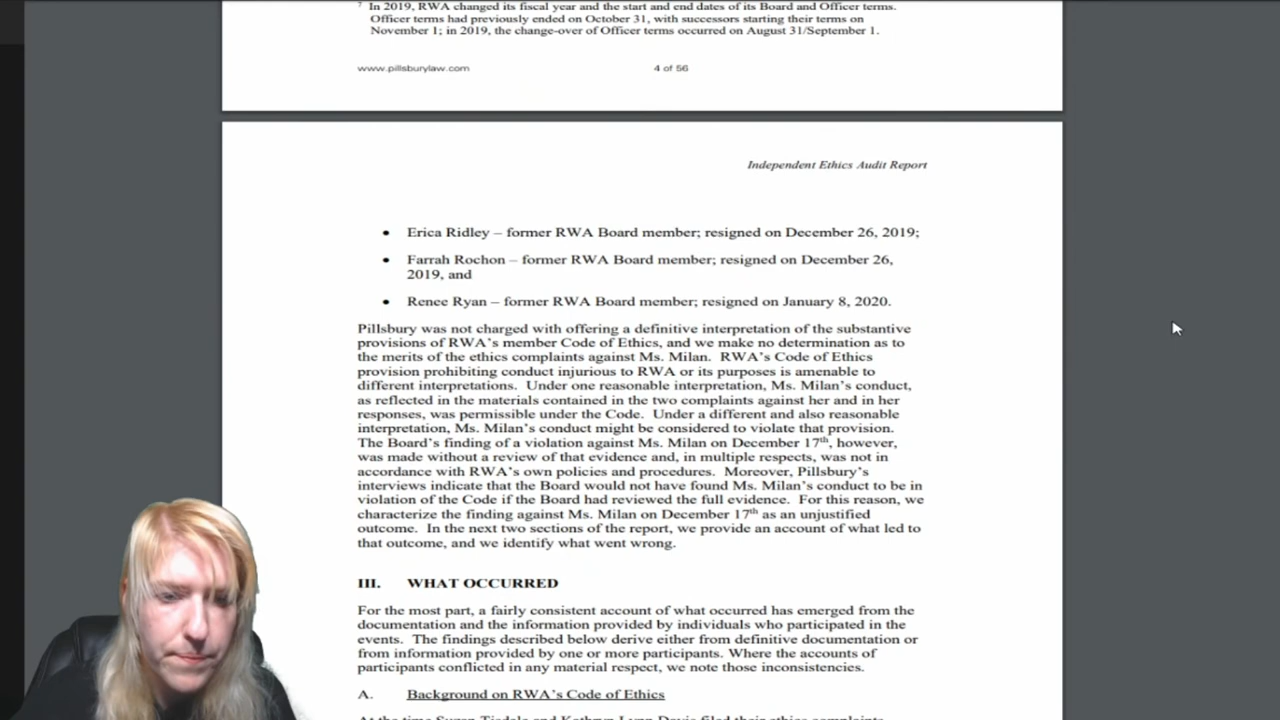 ⁷ In 2019, RWA changed its fiscal year and the start and end dates of its Board and Officer terms.
Officer terms had previously ended on October 31, with successors starting their terms on
November 1; in 2019, the change-over of Officer terms occurred on August 31/September 1.
www.pillsburylaw.com 4 of 56
Independent Ethics Audit Report
• Erica Ridley – former RWA Board member; resigned on December 26, 2019;
• Farrah Rochon – former RWA Board member; resigned on December 26,
2019, and
• Renee Ryan – former RWA Board member; resigned on January 8, 2020.
Pillsbury was not charged with offering a definitive interpretation of the substantive
provisions of RWA's member Code of Ethics, and we make no determination as to
the merits of the ethics complaints against Ms. Milan. RWA's Code of Ethics
provision prohibiting conduct injurious to RWA or its purposes is amenable to
different interpretations. Under one reasonable interpretation, Ms. Milan's conduct,
as reflected in the materials contained in the two complaints against her and in her
responses, was permissible under the Code. Under a different and also reasonable
interpretation, Ms. Milan's conduct might be considered to violate that provision.
The Board's finding of a violation against Ms. Milan on December 17th, however,
was made without a review of that evidence and, in multiple respects, was not in
accordance with RWA's own policies and procedures. Moreover, Pillsbury's
interviews indicate that the Board would not have found Ms. Milan's conduct to be in
violation of the Code if the Board had reviewed the full evidence. For this reason, we
characterize the finding against Ms. Milan on December 17th as an unjustified
outcome. In the next two sections of the report, we provide an account of what led to
that outcome, and we identify what went wrong.
III. WHAT OCCURRED
For the most part, a fairly consistent account of what occurred has emerged from the
documentation and the information provided by individuals who participated in the
events. The findings described below derive either from definitive documentation or
from information provided by one or more participants. Where the accounts of
participants conflicted in any material respect, we note those inconsistencies.
A. Background on RWA's Code of Ethics
At the time Suzan Tisdale and Kathryn Lynn Davis filed their ethics complaints